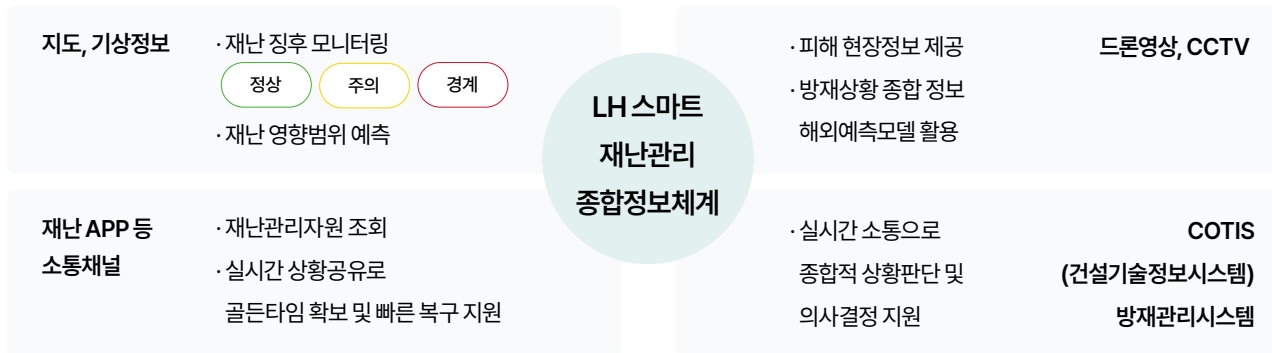 지도, 기상정보
· 재난 징후 모니터링
정상
주의
경계
· 재난 영향범위 예측
LH 스마트
재난관리
종합정보체계
· 피해 현장정보 제공
· 방재상황 종합 정보
해외예측모델 활용
드론영상, CCTV
재난 APP 등
소통채널
· 재난관리자원 조회
· 실시간 상황공유로
골든타임 확보 및 빠른 복구 지원
· 실시간 소통으로
종합적 상황판단 및
의사결정 지원
COTIS
(건설기술정보시스템)
방재관리시스템